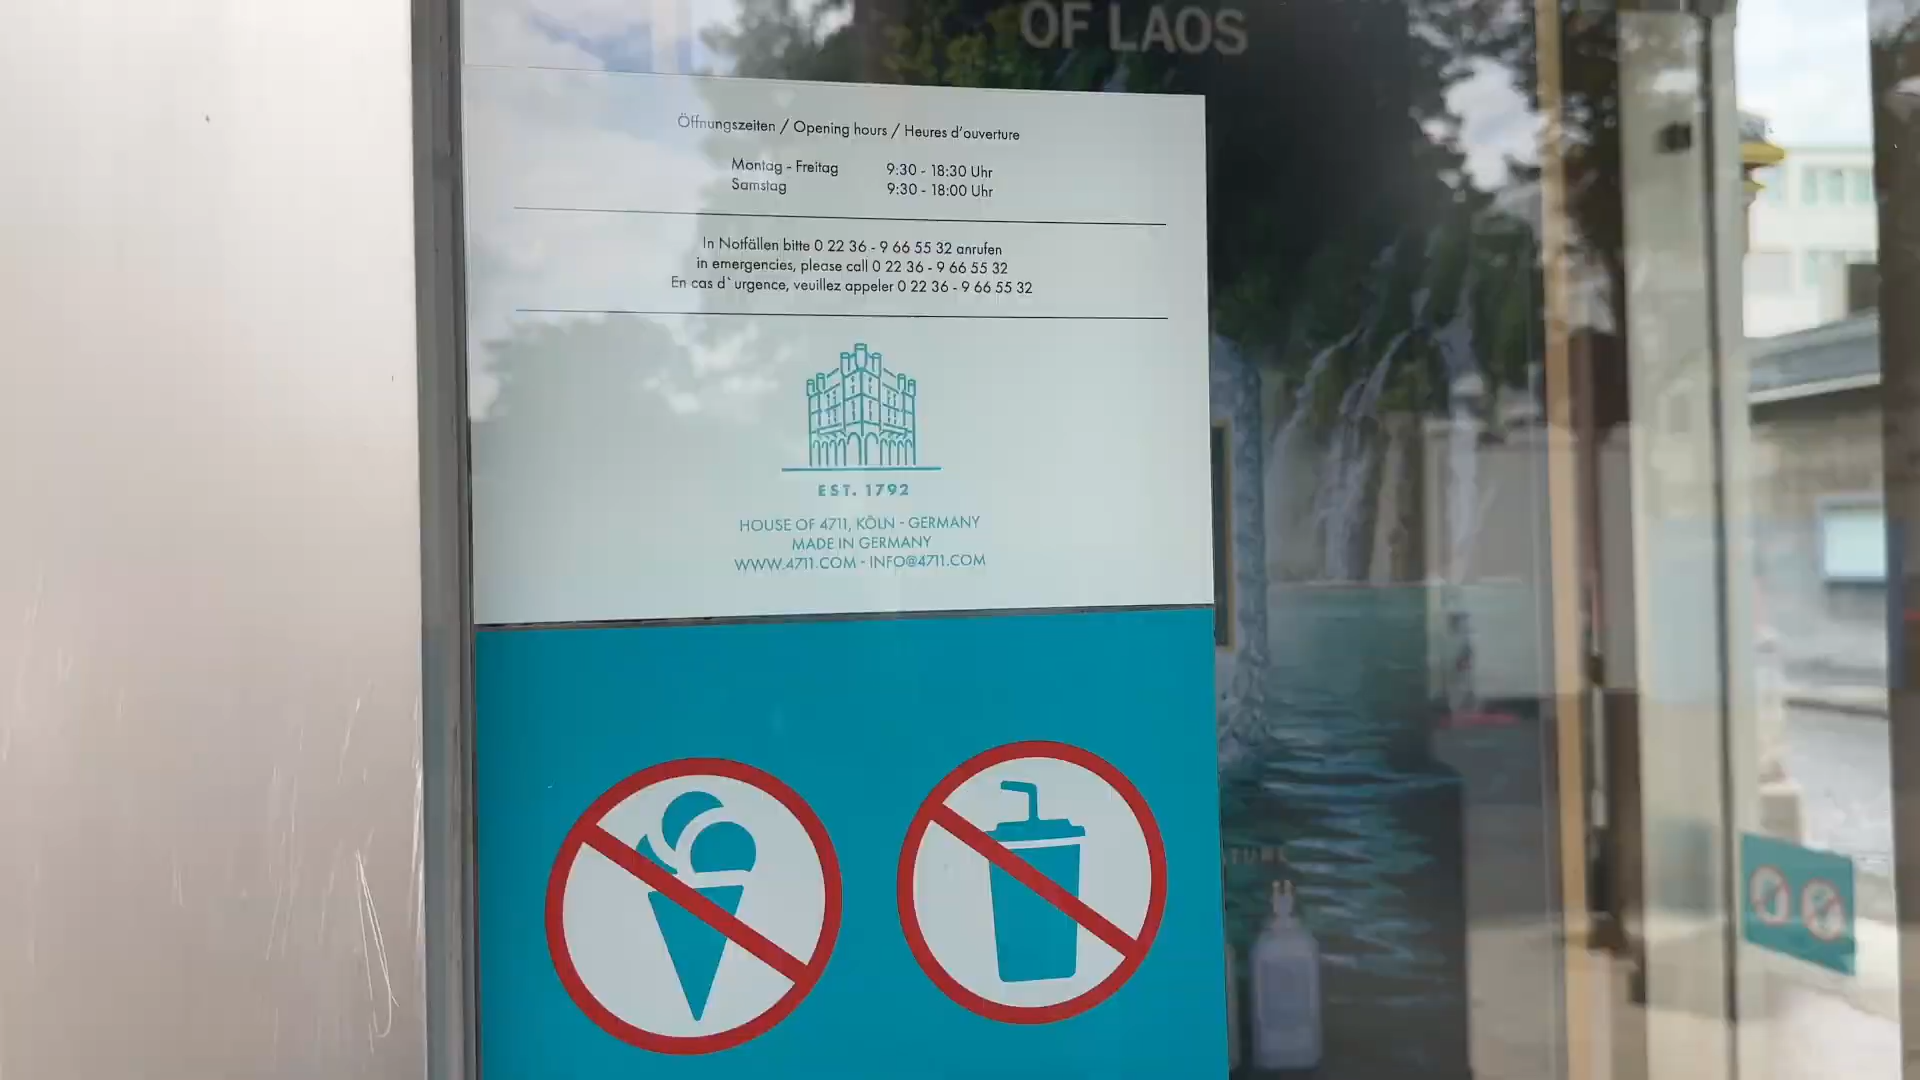 OF LAOS
Öffnungszeiten / Opening hours / Heures d'ouverture
Montag - Freitag 9:30 - 18:30 Uhr
Samstag 9:30 - 18:00 Uhr
In Notfällen bitte 0 22 36 - 9 66 55 32 anrufen
in emergencies, please call 0 22 36 - 9 66 55 32
En cas d`urgence, veuillez appeler 0 22 36 - 9 66 55 32
EST. 1792
HOUSE OF 4711, KÖLN - GERMANY
MADE IN GERMANY
WWW.4711.COM - INFO@4711.COM